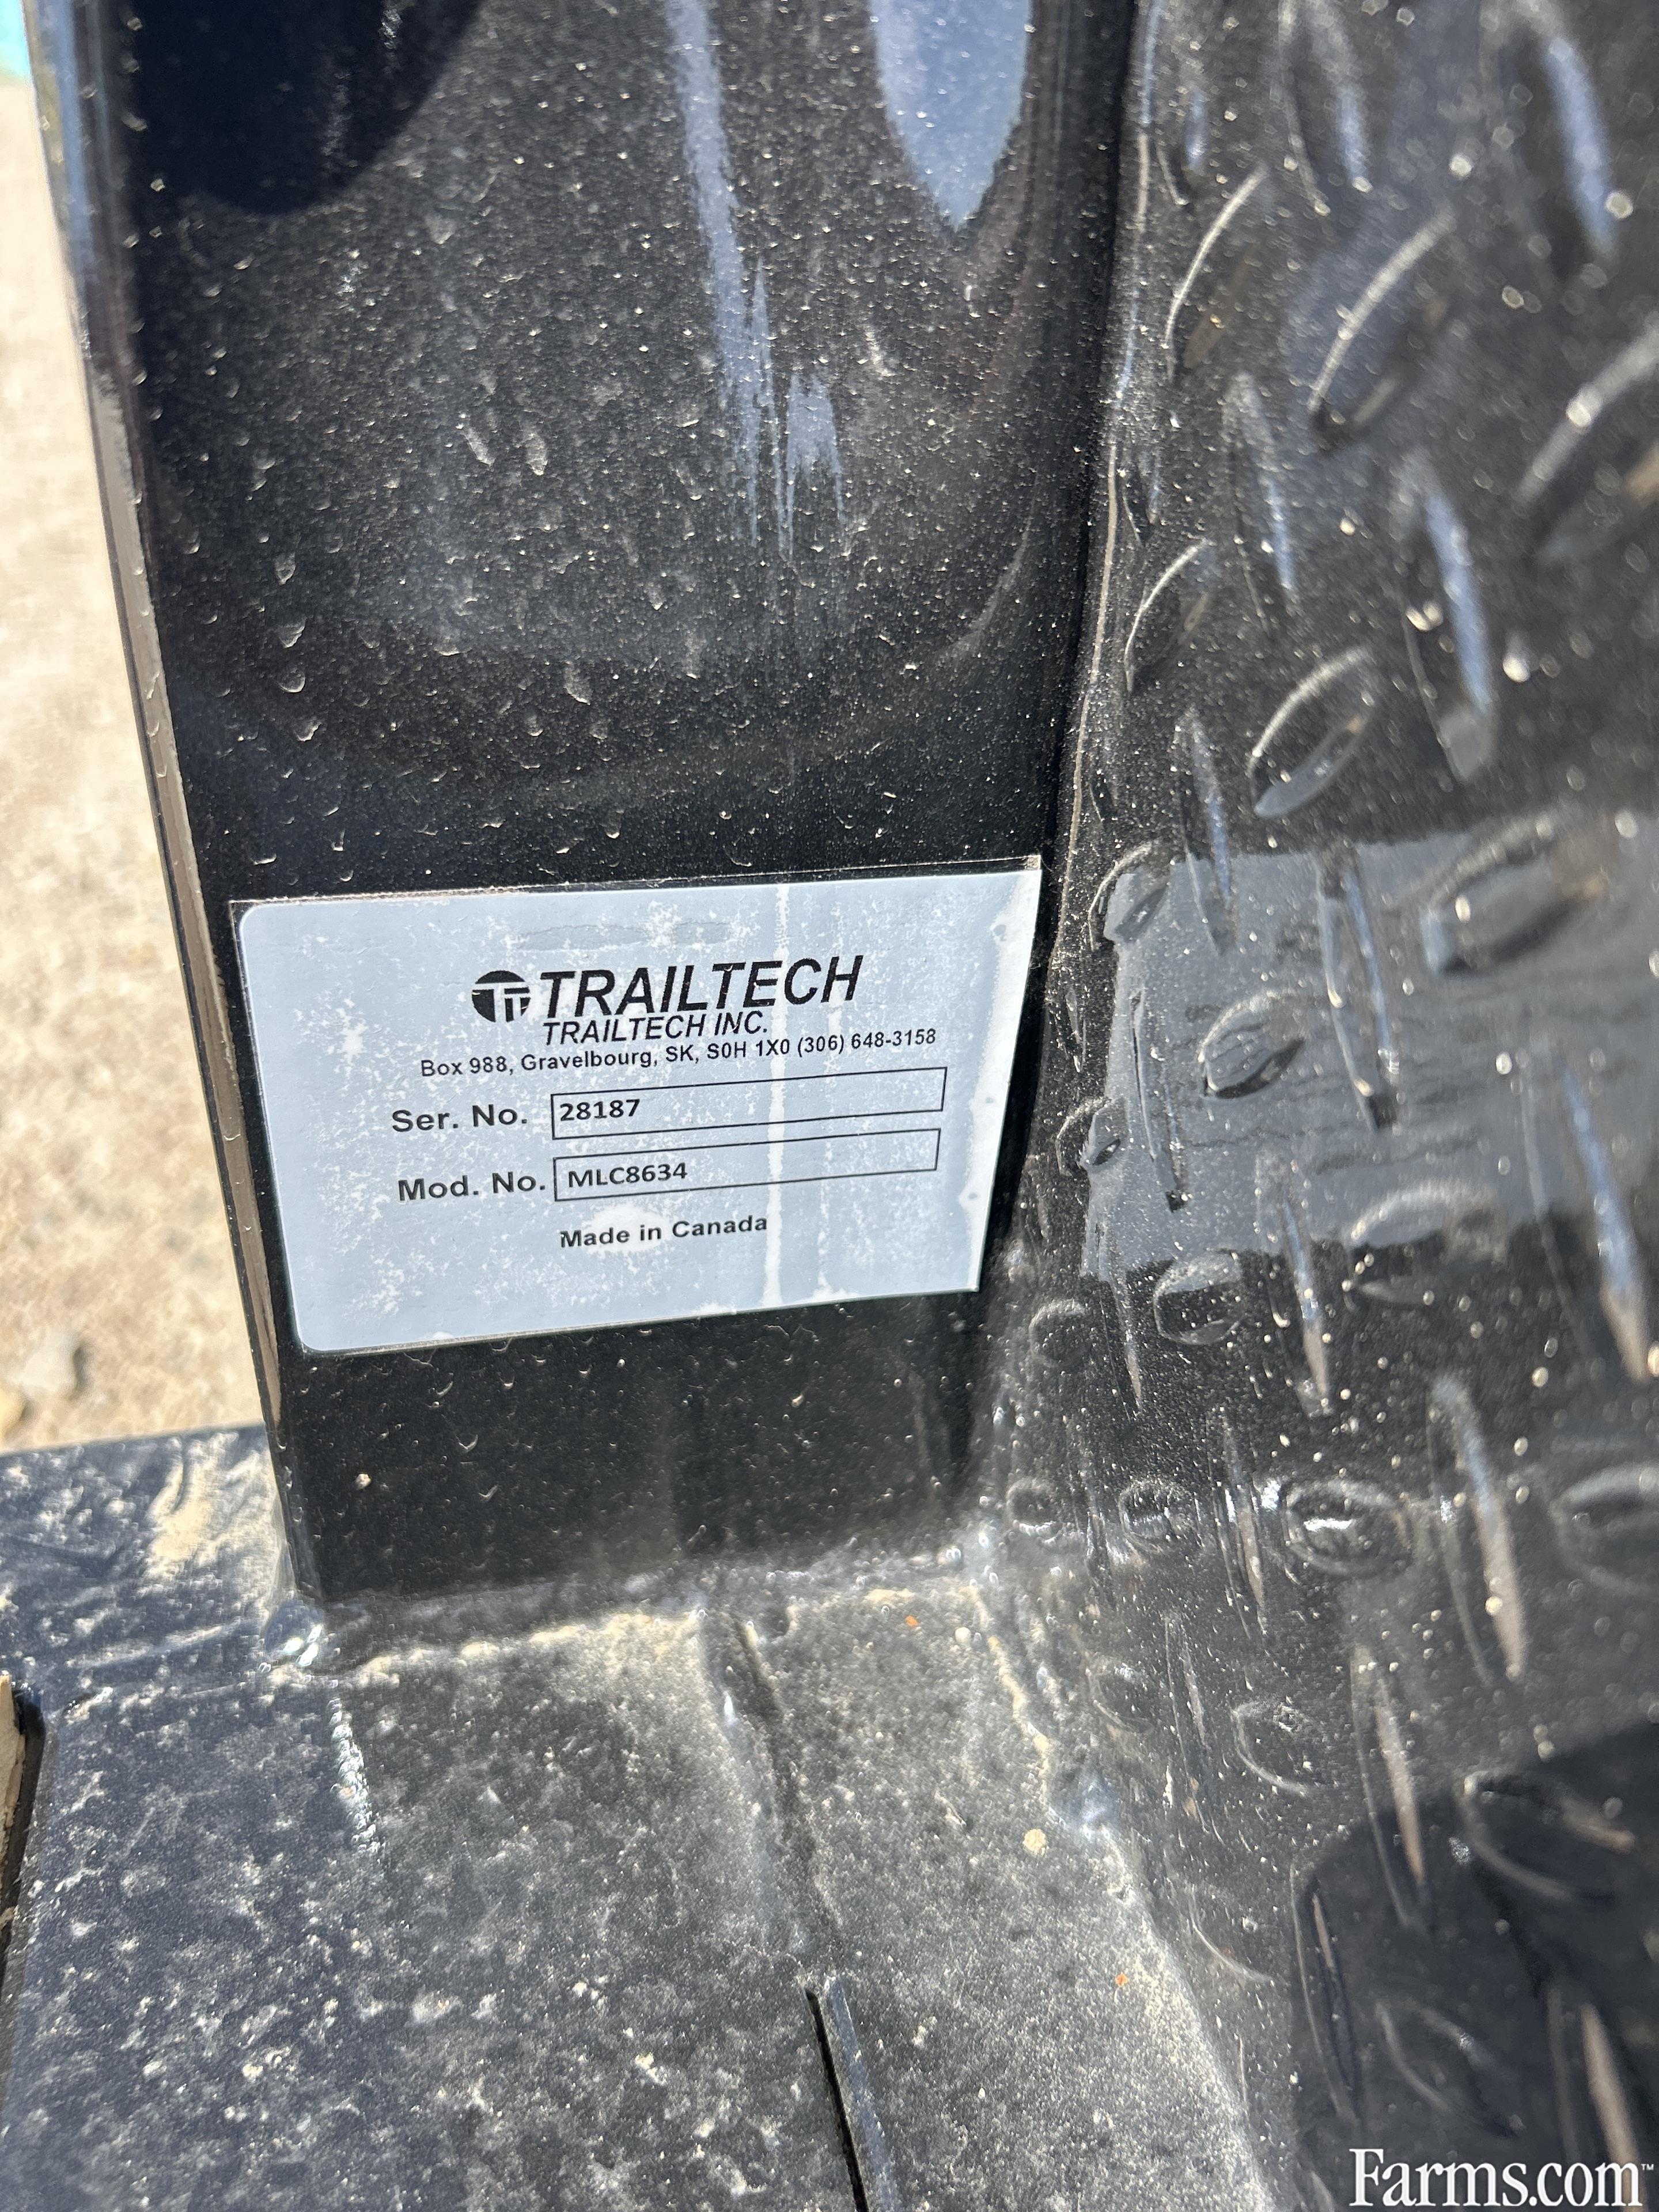 TRAILTECH
TRAILTECH INC.
Box 988, Gravelbourg, SK, S0H 1X0 (306) 648-3158
Ser. No. 28187
Mod. No. MLC8634
Made in Canada
Farms.com™